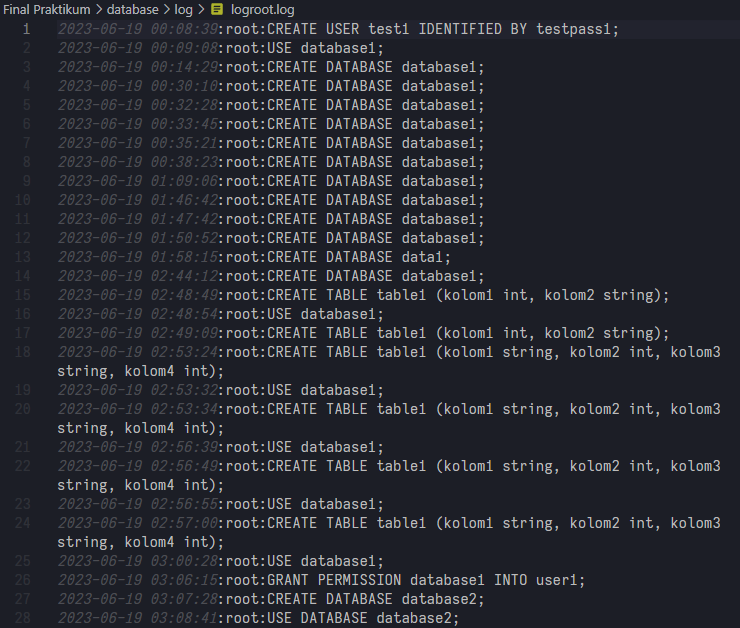 Final Praktikum > database > log > logroot.log
1 2023-06-19 00:08:39:root:CREATE USER test1 IDENTIFIED BY testpass1;
2 2023-06-19 00:09:08:root:USE database1;
3 2023-06-19 00:14:29:root:CREATE DATABASE database1;
4 2023-06-19 00:30:10:root:CREATE DATABASE database1;
5 2023-06-19 00:32:28:root:CREATE DATABASE database1;
6 2023-06-19 00:33:45:root:CREATE DATABASE database1;
7 2023-06-19 00:35:21:root:CREATE DATABASE database1;
8 2023-06-19 00:38:23:root:CREATE DATABASE database1;
9 2023-06-19 01:09:06:root:CREATE DATABASE database1;
10 2023-06-19 01:46:42:root:CREATE DATABASE database1;
11 2023-06-19 01:47:42:root:CREATE DATABASE database1;
12 2023-06-19 01:50:52:root:CREATE DATABASE database1;
13 2023-06-19 01:58:15:root:CREATE DATABASE data1;
14 2023-06-19 02:44:12:root:CREATE DATABASE database1;
15 2023-06-19 02:48:49:root:CREATE TABLE table1 (kolom1 int, kolom2 string);
16 2023-06-19 02:48:54:root:USE database1;
17 2023-06-19 02:49:09:root:CREATE TABLE table1 (kolom1 int, kolom2 string);
18 2023-06-19 02:53:24:root:CREATE TABLE table1 (kolom1 string, kolom2 int, kolom3
string, kolom4 int);
19 2023-06-19 02:53:32:root:USE database1;
20 2023-06-19 02:53:34:root:CREATE TABLE table1 (kolom1 string, kolom2 int, kolom3
string, kolom4 int);
21 2023-06-19 02:56:39:root:USE database1;
22 2023-06-19 02:56:49:root:CREATE TABLE table1 (kolom1 string, kolom2 int, kolom3
string, kolom4 int);
23 2023-06-19 02:56:55:root:USE database1;
24 2023-06-19 02:57:00:root:CREATE TABLE table1 (kolom1 string, kolom2 int, kolom3
string, kolom4 int);
25 2023-06-19 03:00:28:root:USE database1;
26 2023-06-19 03:06:15:root:GRANT PERMISSION database1 INTO user1;
27 2023-06-19 03:07:28:root:CREATE DATABASE database2;
28 2023-06-19 03:08:41:root:USE DATABASE database2;